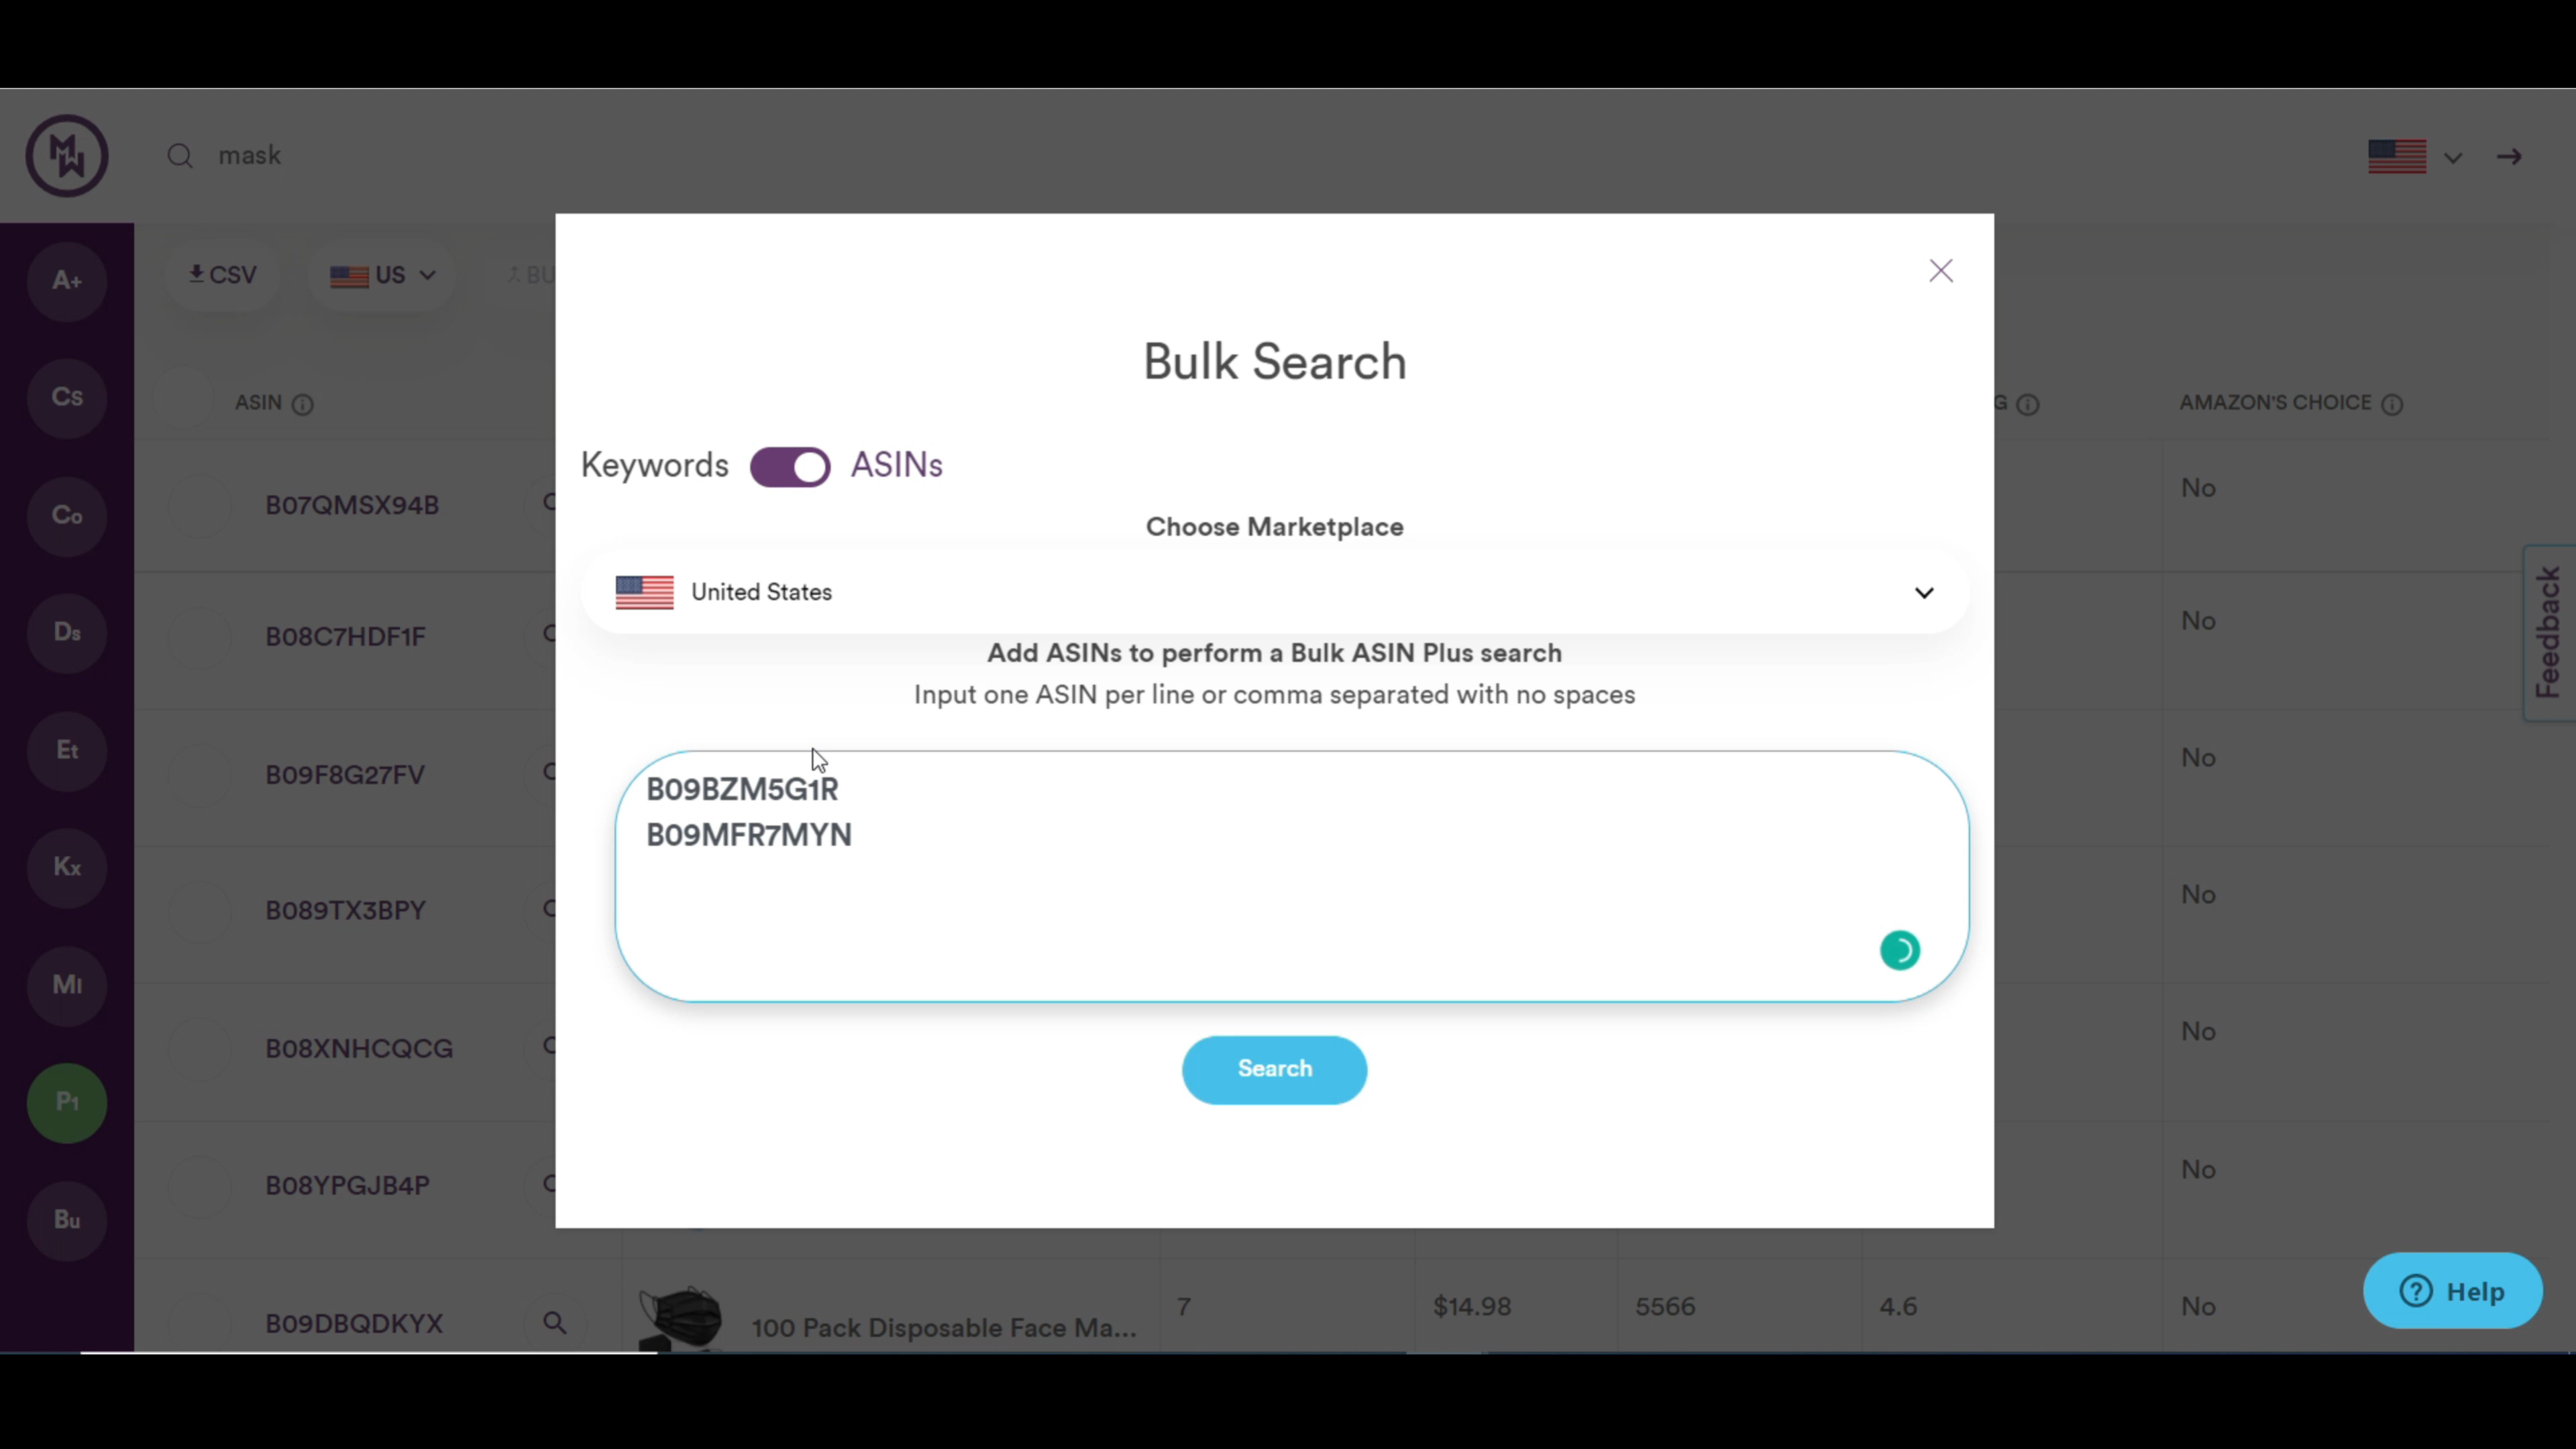 MW
mask
A+
CSV
US
BU
Cs
ASIN
G
AMAZON'S CHOICE
Co
B07QMSX94B
No
Ds
B08C7HDF1F
No
Et
B09F8G27FV
No
Kx
B089TX3BPY
No
MI
B08XNHCQCG
No
P1
B08YPGJB4P
No
Bu
B09DBQDKYX
100 Pack Disposable Face Ma...
7
$14.98
5566
4.6
No
Bulk Search
Keywords
ASINs
Choose Marketplace
United States
Add ASINs to perform a Bulk ASIN Plus search
Input one ASIN per line or comma separated with no spaces
B09BZM5G1R
B09MFR7MYN
Search
Feedback
Help